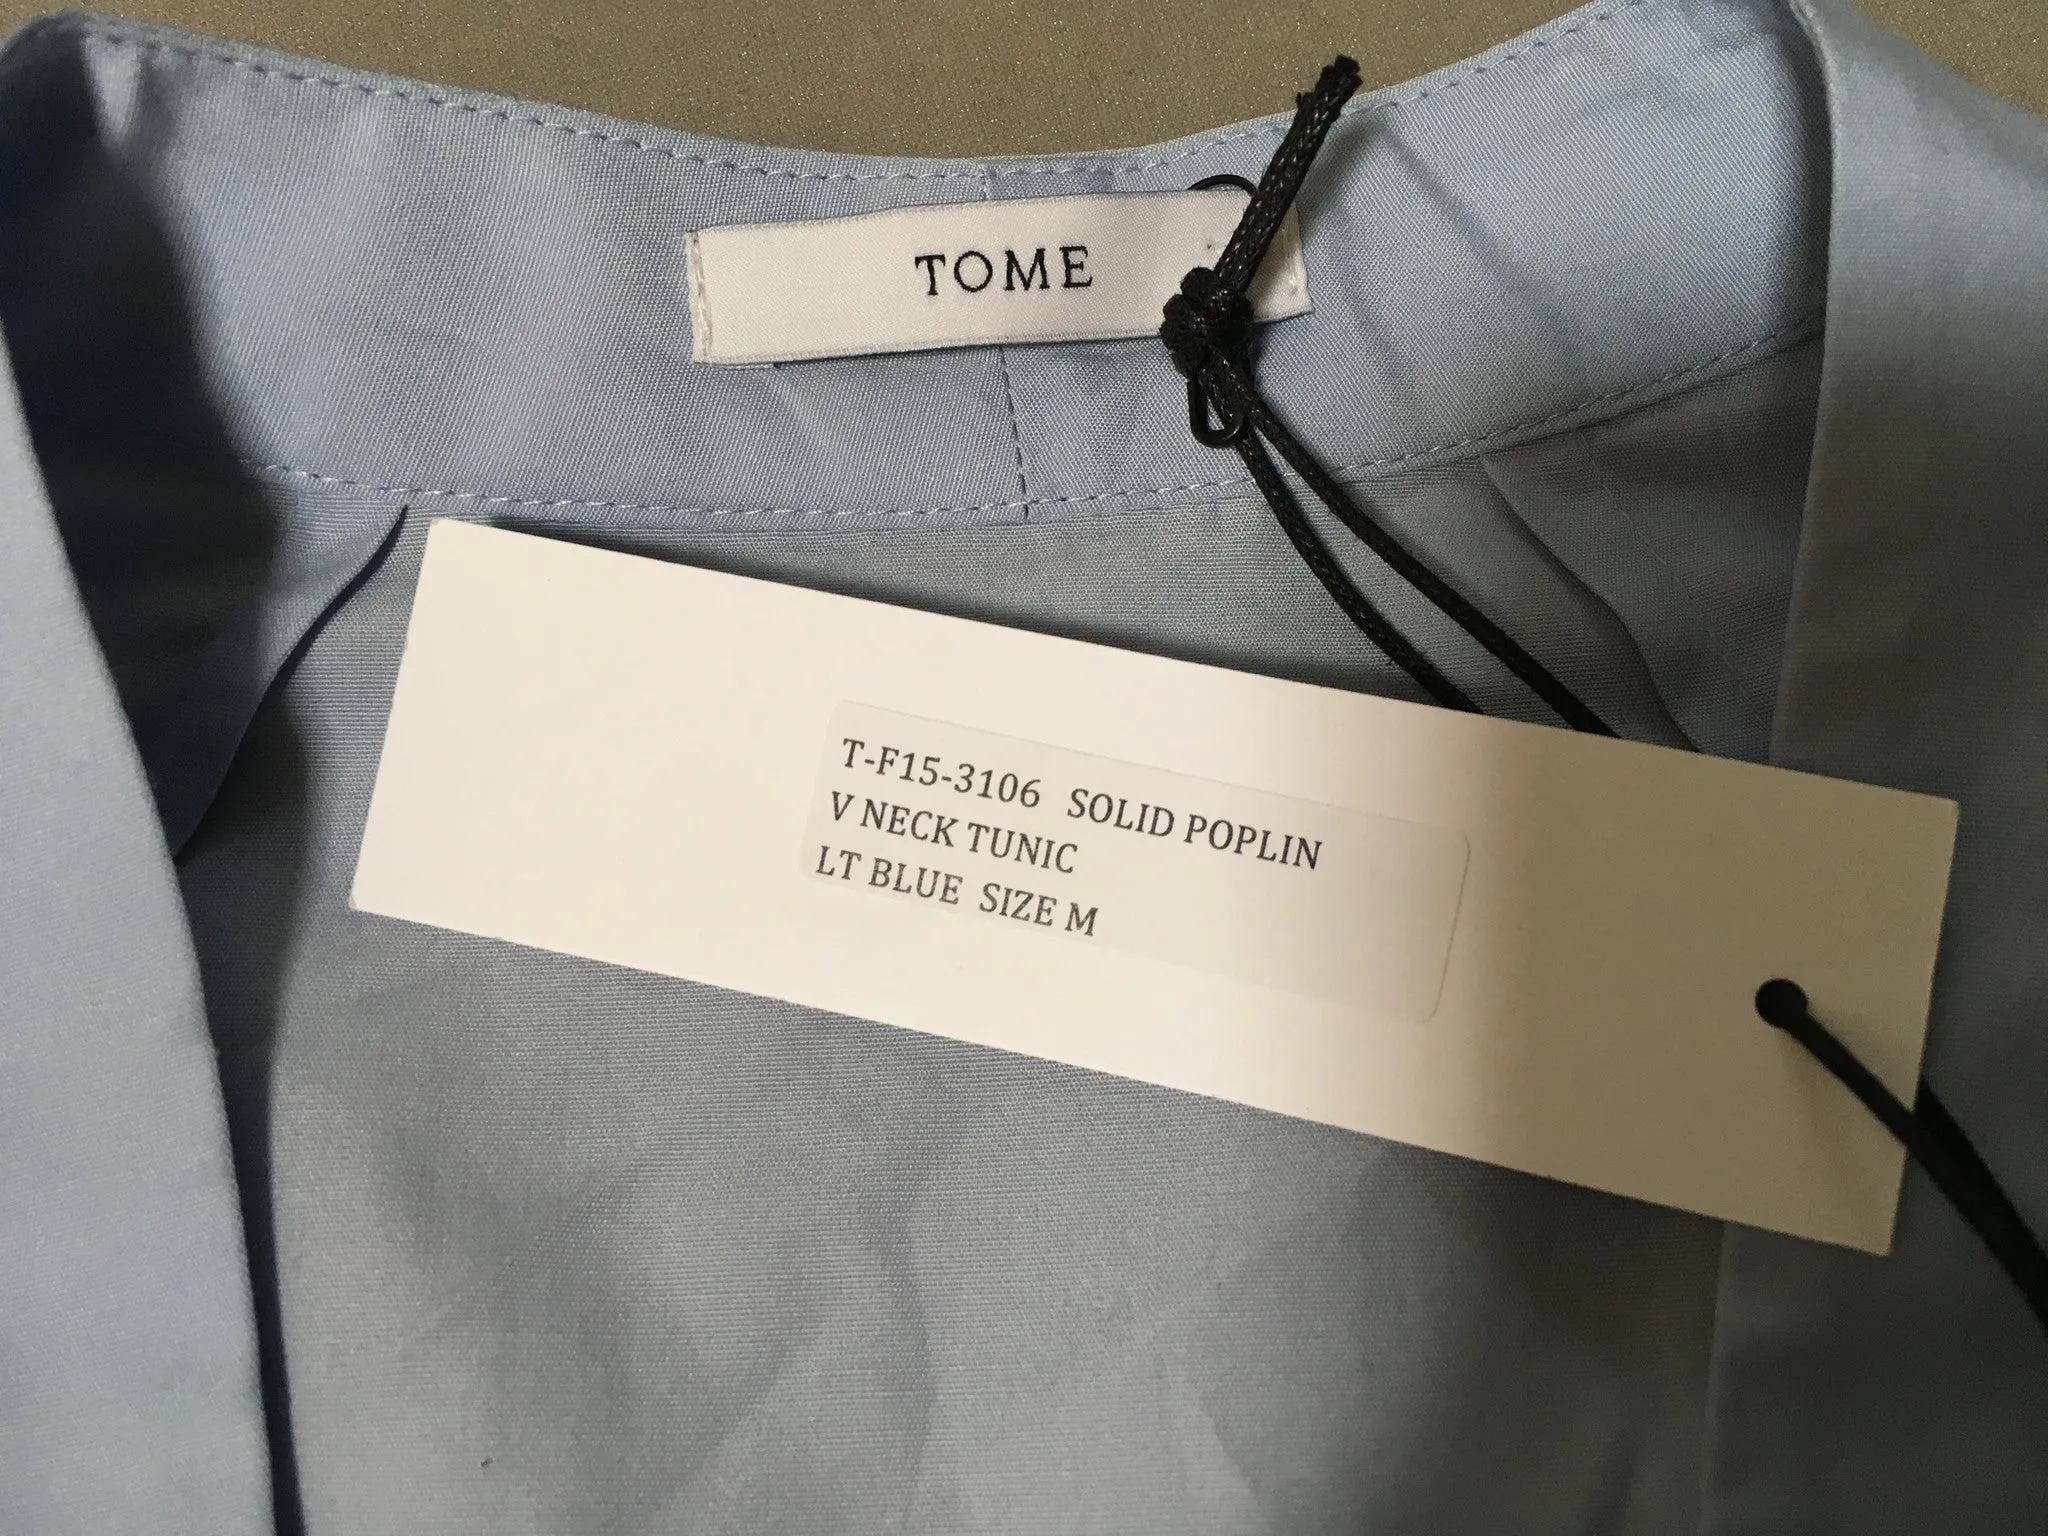 TOME
T-F15-3106 SOLID POPLIN
V NECK TUNIC
LT BLUE SIZE M